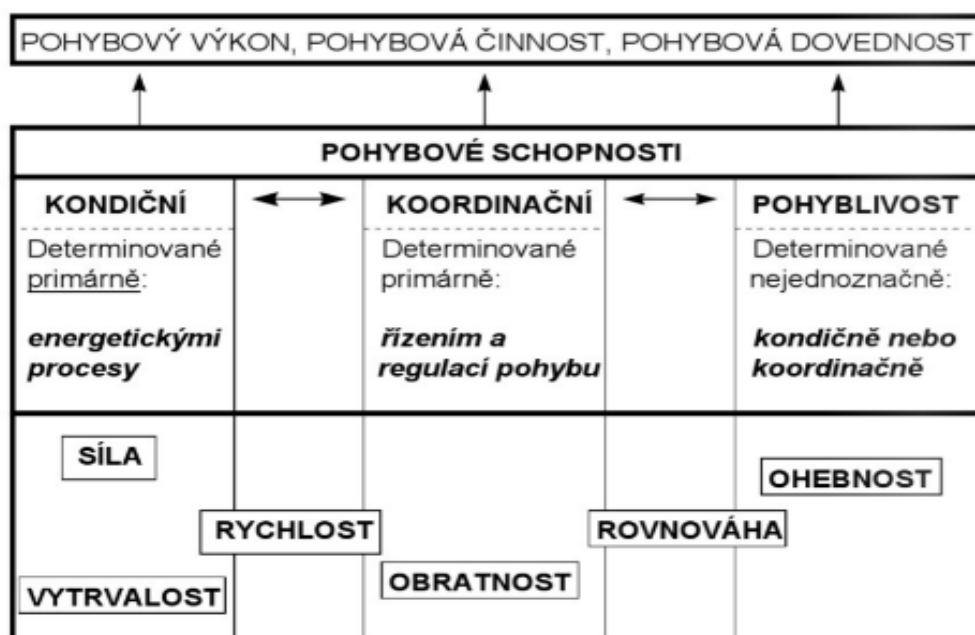 POHYBOVÝ VÝKON, POHYBOVÁ ČINNOST, POHYBOVÁ DOVEDNOST
POHYBOVÉ SCHOPNOSTI
KONDIČNÍ
Determinované
primárně:
energetickými
procesy
KOORDINAČNÍ
Determinované
primárně:
řízením a
regulací pohybu
POHYBLIVOST
Determinované
nejednoznačně:
kondičně nebo
koordinačně
SÍLA
OHEBNOST
RYCHLOST
ROVNOVÁHA
VYTRVALOST
OBRATNOST